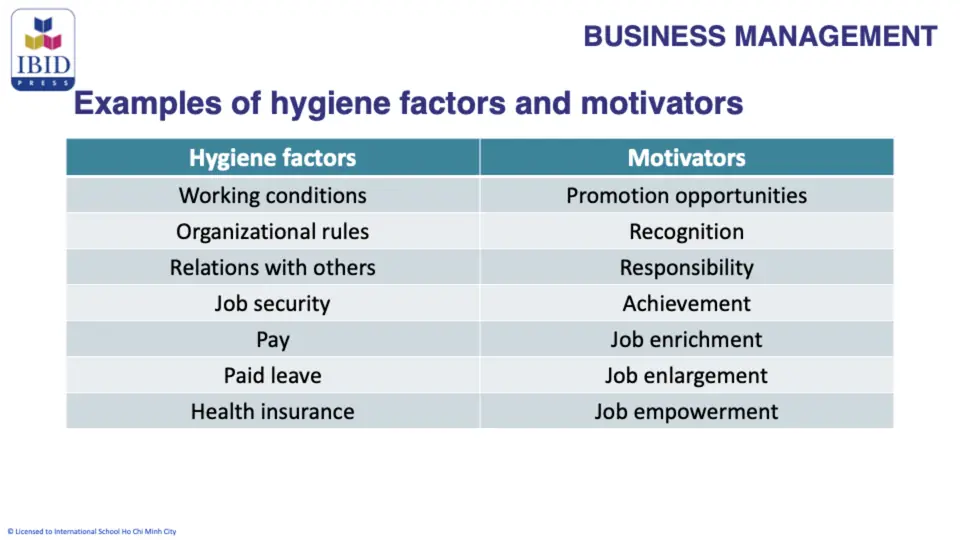 BUSINESS MANAGEMENT
IBID
PRESS
Examples of hygiene factors and motivators
Hygiene factors Motivators
Working conditions Promotion opportunities
Organizational rules Recognition
Relations with others Responsibility
Job security Achievement
Pay Job enrichment
Paid leave Job enlargement
Health insurance Job empowerment
© Licensed to International School Ho Chi Minh City